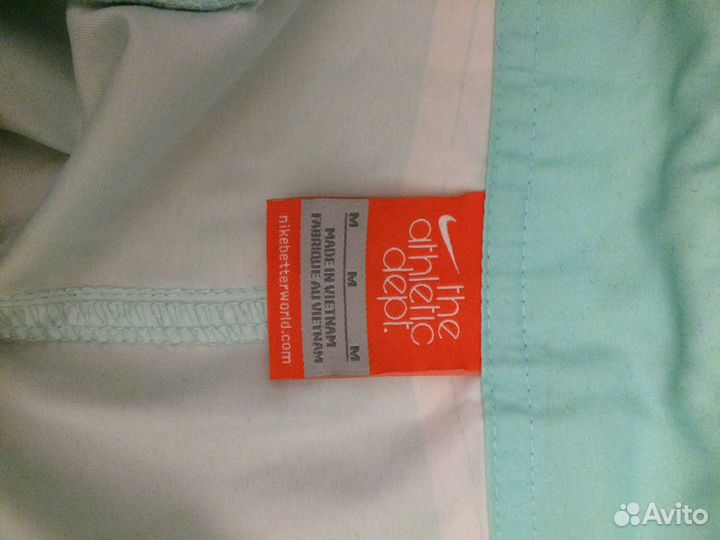 the
athletic
dept.
M M M
MADE IN VIETNAM
FABRIQUE AU VIETNAM
nikebetterworld.com
Avito